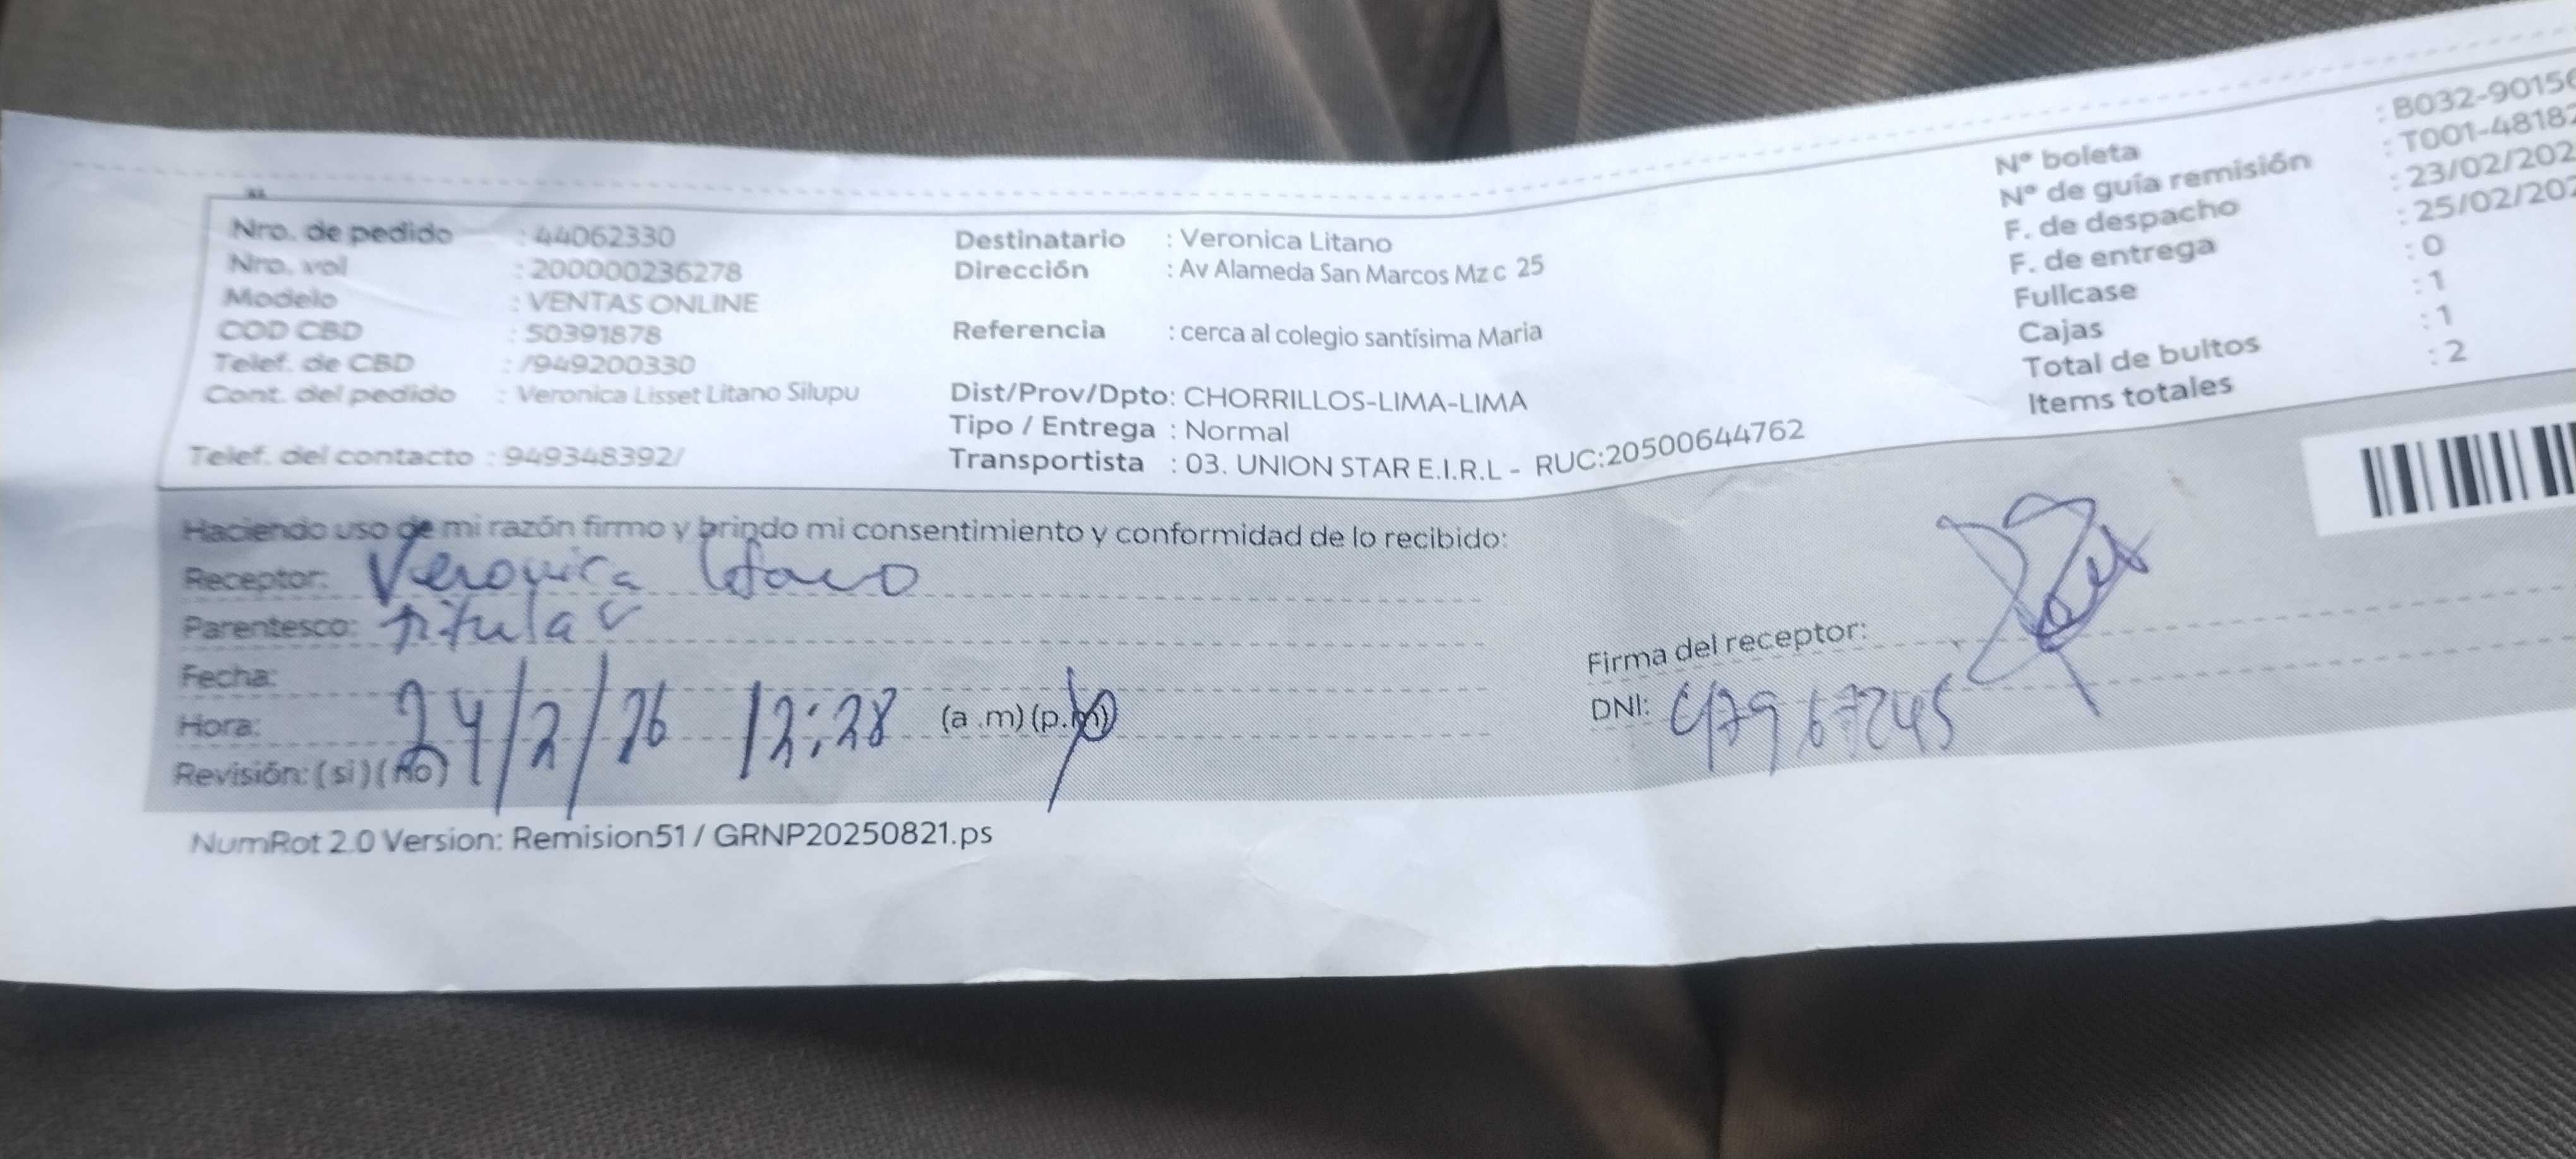 Nro. de pedido : 44062330
Nro. vol : 200000236278
Modelo : VENTAS ONLINE
COD CBD : 50391878
Telef. de CBD : /949200330
Cont. del pedido : Veronica Lisset Litano Silupu
Telef. del contacto : 949348392/
Destinatario : Veronica Litano
Dirección : Av Alameda San Marcos Mz c 25
Referencia : cerca al colegio santísima Maria
Dist/Prov/Dpto: CHORRILLOS-LIMA-LIMA
Tipo / Entrega : Normal
Transportista : 03. UNION STAR E.I.R.L - RUC:20500644762
N° boleta : B032-9015
N° de guía remisión : T001-4818
F. de despacho : 23/02/202
F. de entrega : 25/02/202
Fullcase : 0
Cajas : 1
Total de bultos : 1
Items totales : 2
Haciendo uso de mi razón firmo y brindo mi consentimiento y conformidad de lo recibido:
Receptor: Veronica Litano
Parentesco: titular
Fecha:
Hora: 24/2/26 12:28 (a .m) (p.m)
Revisión: (si) (no)
Firma del receptor:
DNI:
NumRot 2.0 Version: Remision51 / GRNP20250821.ps